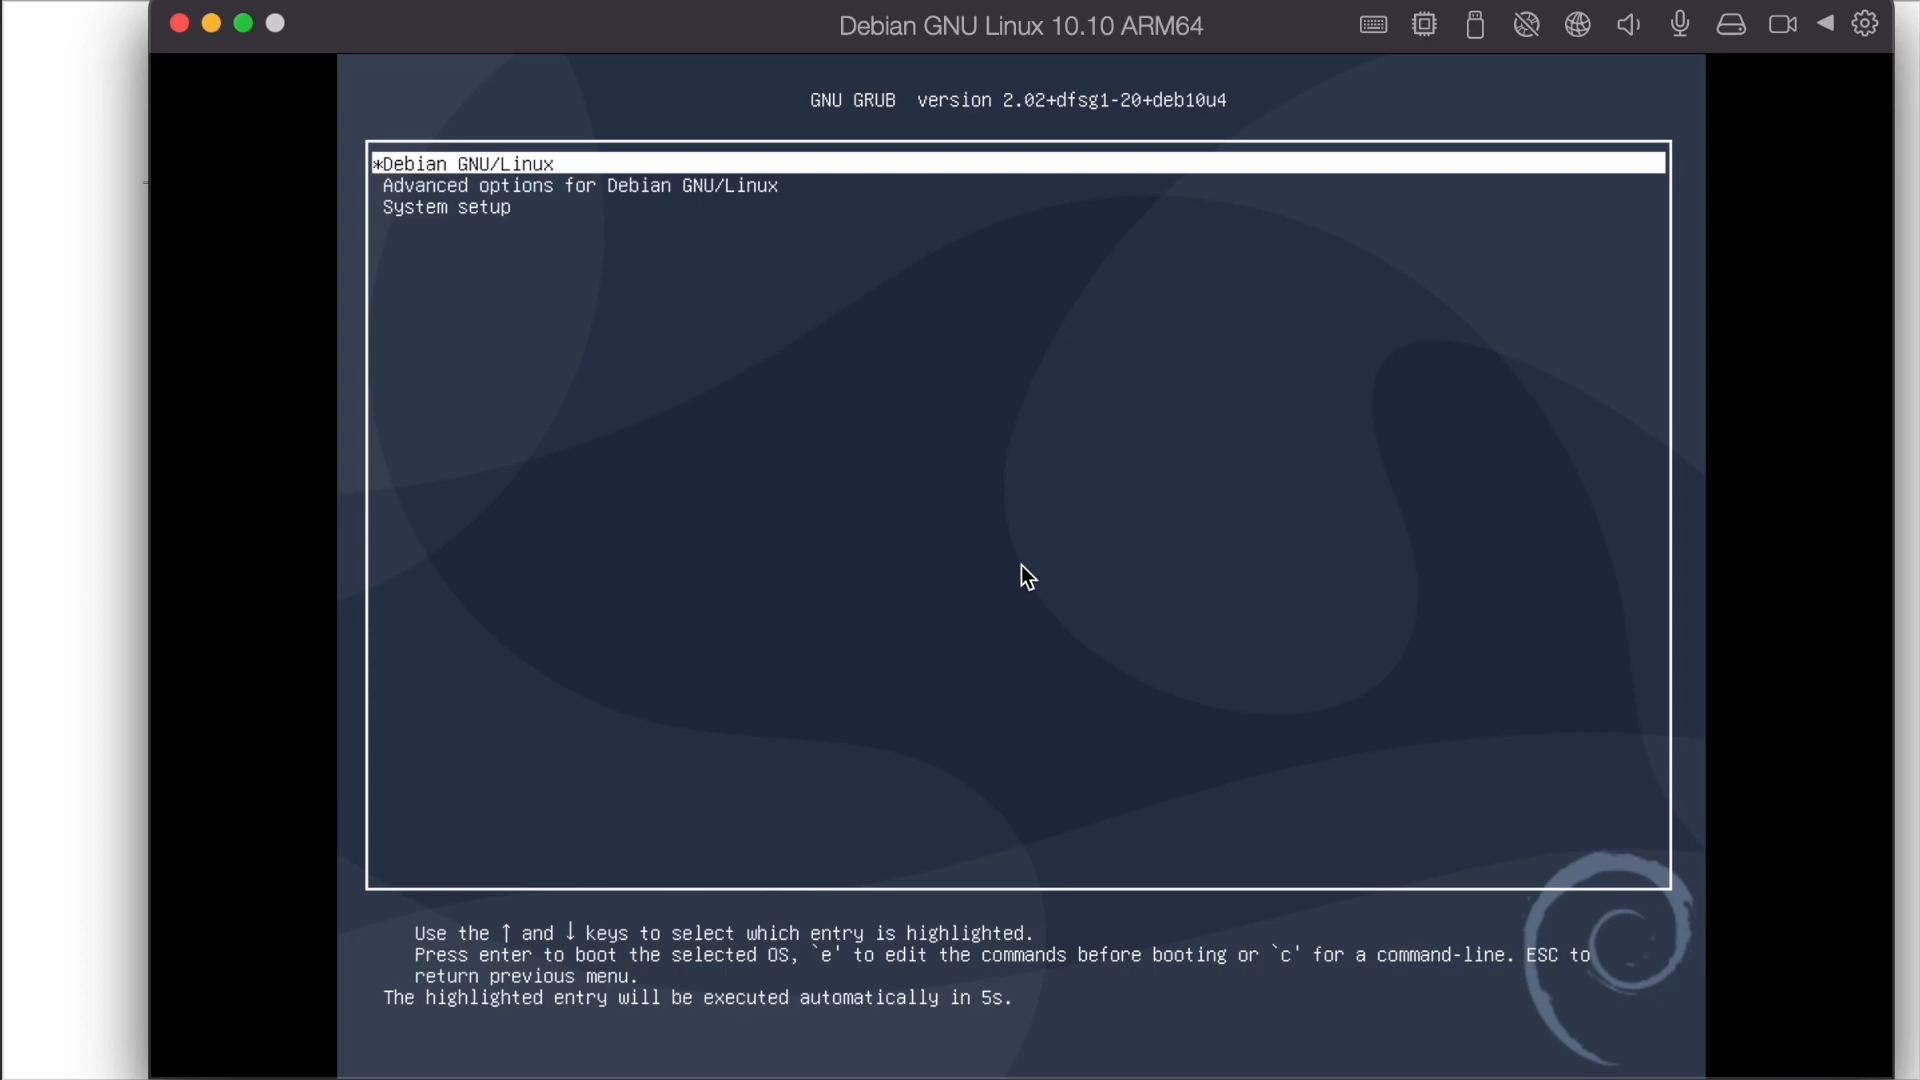 Debian GNU Linux 10.10 ARM64
GNU GRUB  version 2.02+dfsg1-20+deb10u4
*Debian GNU/Linux
Advanced options for Debian GNU/Linux
System setup
Use the ↑ and ↓ keys to select which entry is highlighted.
Press enter to boot the selected OS, `e' to edit the commands before booting or `c' for a command-line. ESC to
return previous menu.
The highlighted entry will be executed automatically in 5s.